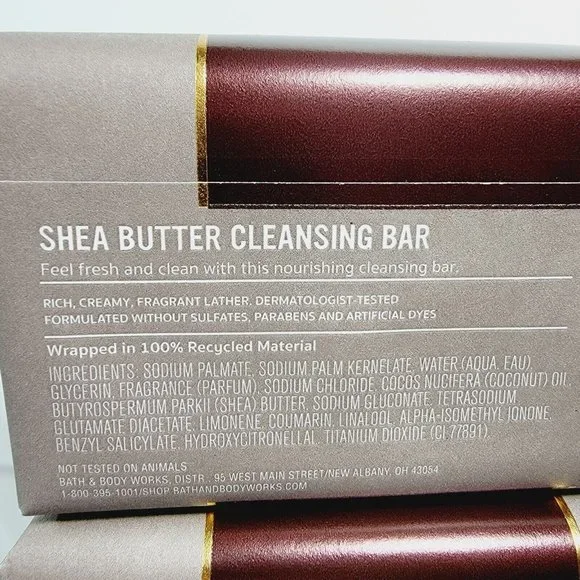 SHEA BUTTER CLEANSING BAR
Feel fresh and clean with this nourishing cleansing bar.
RICH, CREAMY, FRAGRANT LATHER. DERMATOLOGIST-TESTED
FORMULATED WITHOUT SULFATES, PARABENS AND ARTIFICIAL DYES
Wrapped in 100% Recycled Material
INGREDIENTS: SODIUM PALMATE, SODIUM PALM KERNELATE, WATER (AQUA, EAU),
GLYCERIN, FRAGRANCE (PARFUM), SODIUM CHLORIDE, COCOS NUCIFERA (COCONUT) OIL,
BUTYROSPERMUM PARKII (SHEA) BUTTER, SODIUM GLUCONATE, TETRASODIUM
GLUTAMATE DIACETATE, LIMONENE, COUMARIN, LINALOOL, ALPHA-ISOMETHYL IONONE,
BENZYL SALICYLATE, HYDROXYCITRONELLAL, TITANIUM DIOXIDE (CI 77891).
NOT TESTED ON ANIMALS
BATH & BODY WORKS, DISTR., 95 WEST MAIN STREET/NEW ALBANY, OH 43054
1-800-395-1001/SHOP BATHANDBODYWORKS.COM